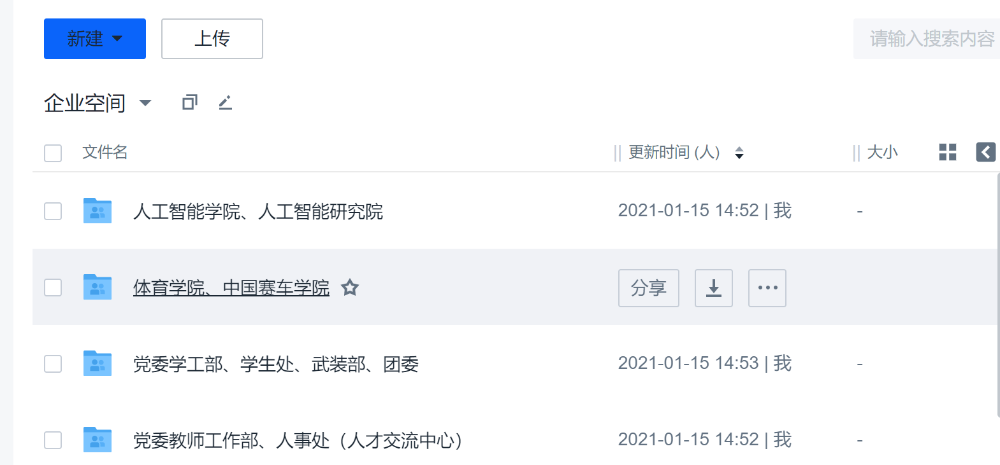 新建
上传
请输入搜索内容
企业空间
文件名 更新时间 (人) 大小
人工智能学院、人工智能研究院 2021-01-15 14:52 | 我 -
体育学院、中国赛车学院 分享
党委学工部、学生处、武装部、团委 2021-01-15 14:53 | 我 -
党委教师工作部、人事处（人才交流中心） 2021-01-15 14:52 | 我 -